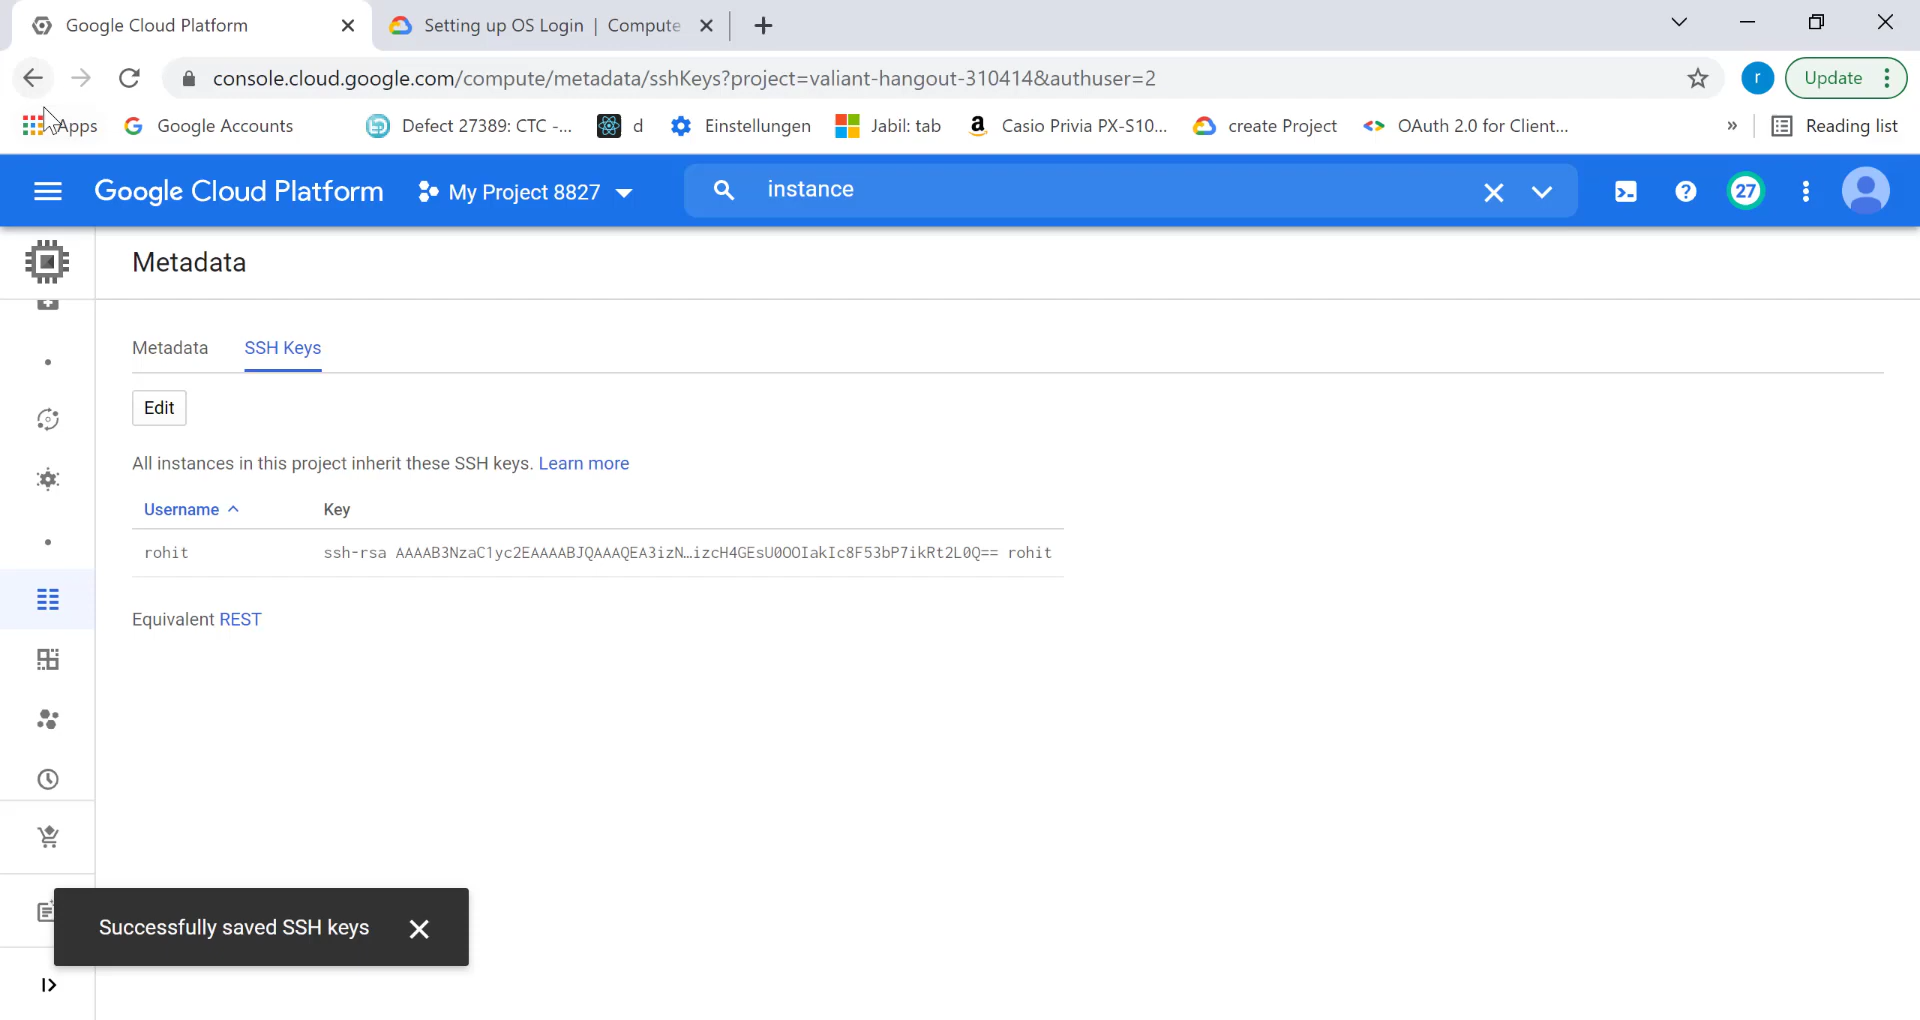 Google Cloud Platform
Setting up OS Login | Compute
console.cloud.google.com/compute/metadata/sshKeys?project=valiant-hangout-310414&authuser=2
r
Update
Apps
Google Accounts
Defect 27389: CTC -...
d
Einstellungen
Jabil: tab
a
Casio Privia PX-S10...
create Project
OAuth 2.0 for Client...
»
Reading list
Google Cloud Platform
My Project 8827
instance
27
Metadata
Metadata
SSH Keys
Edit
All instances in this project inherit these SSH keys. Learn more
Username
Key
rohit
ssh-rsa AAAAB3NzaC1yc2EAAAABJQAAAQEA3izN…izcH4GEsU0OOIakIc8F53bP7ikRt2L0Q== rohit
Equivalent REST
Successfully saved SSH keys